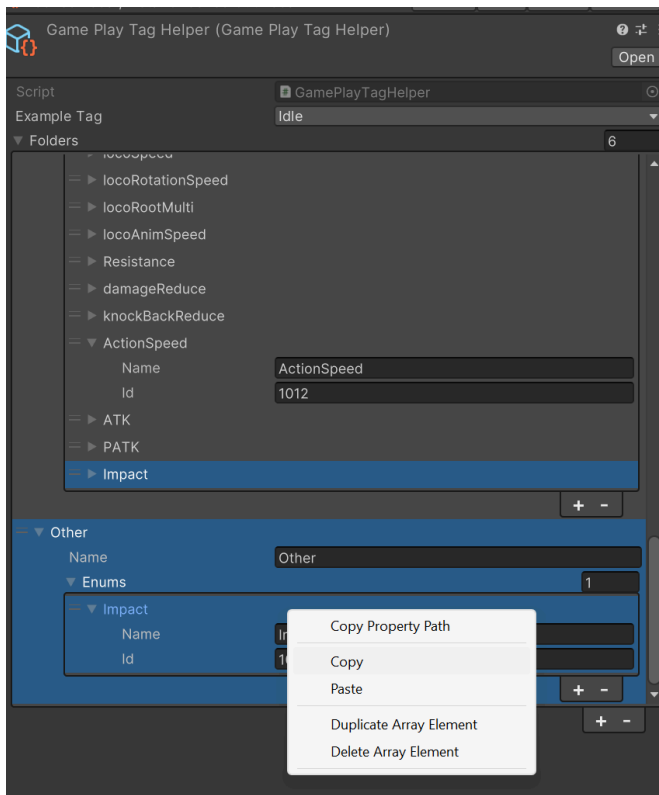 Game Play Tag Helper (Game Play Tag Helper)
Open
Script
GamePlayTagHelper
Example Tag
Idle
Folders
6
locoSpeed
locoRotationSpeed
locoRootMulti
locoAnimSpeed
Resistance
damageReduce
knockBackReduce
ActionSpeed
Name
ActionSpeed
Id
1012
ATK
PATK
Impact
+ -
Other
Name
Other
Enums
1
Impact
Name
Id
Copy Property Path
Copy
Paste
Duplicate Array Element
Delete Array Element
+ -
+ -